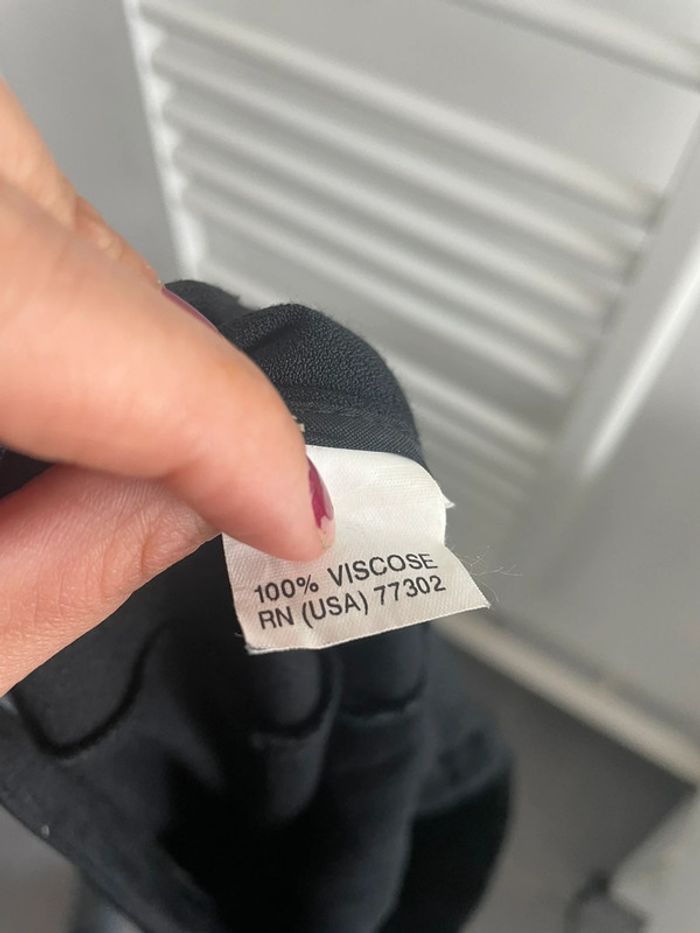 100% VISCOSE
RN (USA) 77302